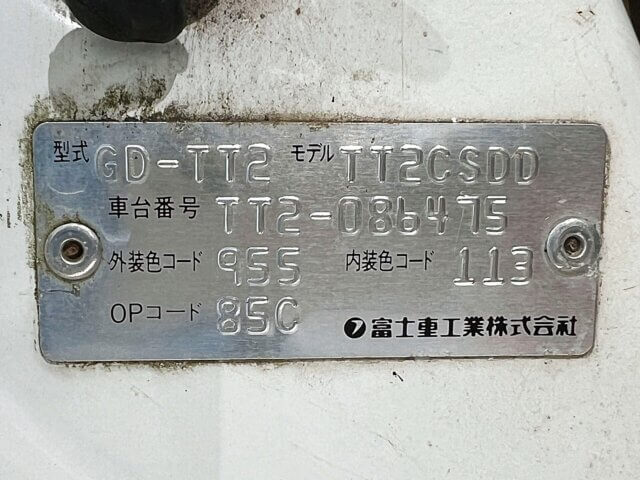 型式 GD-TT2 モデル TT2CSDD
車台番号 TT2-086475
外装色コード 955 内装色コード 113
OPコード 85C フ 富士重工業株式会社